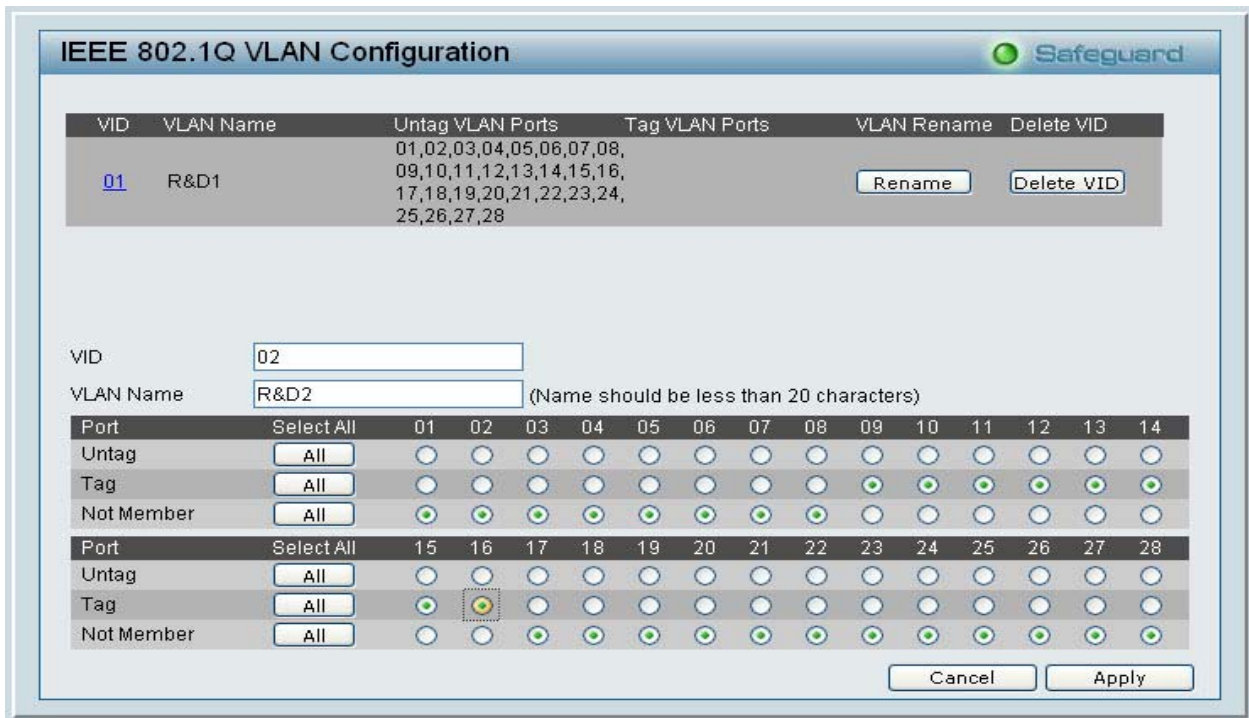 IEEE 802.1Q VLAN Configuration Safeguard
VID VLAN Name Untag VLAN Ports Tag VLAN Ports VLAN Rename Delete VID
01 R&D1 01,02,03,04,05,06,07,08,
09,10,11,12,13,14,15,16,
17,18,19,20,21,22,23,24,
25,26,27,28
Rename Delete VID
VID 02
VLAN Name R&D2 (Name should be less than 20 characters)
Port Select All 01 02 03 04 05 06 07 08 09 10 11 12 13 14
Untag All
Tag All
Not Member All
Port Select All 15 16 17 18 19 20 21 22 23 24 25 26 27 28
Untag All
Tag All
Not Member All
Cancel Apply